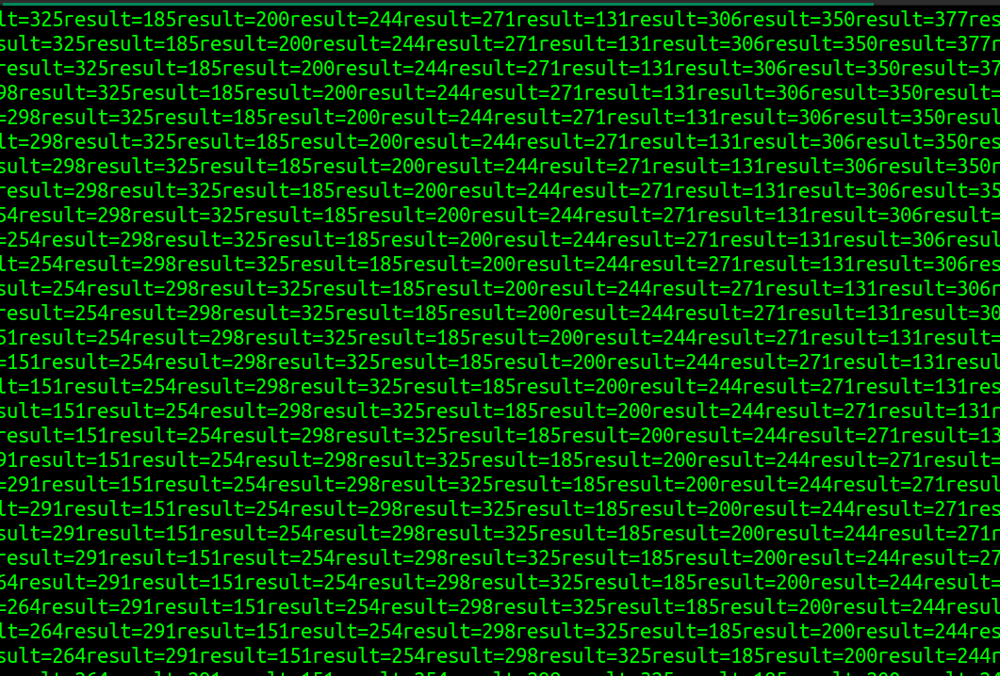 lt=325result=185result=200result=244result=271result=131result=306result=350result=377res
sult=325result=185result=200result=244result=271result=131result=306result=350result=377r
result=325result=185result=200result=244result=271result=131result=306result=350result=37
98result=325result=185result=200result=244result=271result=131result=306result=350result=
=298result=325result=185result=200result=244result=271result=131result=306result=350resul
lt=298result=325result=185result=200result=244result=271result=131result=306result=350res
sult=298result=325result=185result=200result=244result=271result=131result=306result=350r
result=298result=325result=185result=200result=244result=271result=131result=306result=35
54result=298result=325result=185result=200result=244result=271result=131result=306result=
=254result=298result=325result=185result=200result=244result=271result=131result=306resul
lt=254result=298result=325result=185result=200result=244result=271result=131result=306res
sult=254result=298result=325result=185result=200result=244result=271result=131result=306r
result=254result=298result=325result=185result=200result=244result=271result=131result=30
51result=254result=298result=325result=185result=200result=244result=271result=131result=
=151result=254result=298result=325result=185result=200result=244result=271result=131resul
lt=151result=254result=298result=325result=185result=200result=244result=271result=131res
sult=151result=254result=298result=325result=185result=200result=244result=271result=131r
result=151result=254result=298result=325result=185result=200result=244result=271result=13
91result=151result=254result=298result=325result=185result=200result=244result=271result=
=291result=151result=254result=298result=325result=185result=200result=244result=271resul
lt=291result=151result=254result=298result=325result=185result=200result=244result=271res
sult=291result=151result=254result=298result=325result=185result=200result=244result=271r
result=291result=151result=254result=298result=325result=185result=200result=244result=27
64result=291result=151result=254result=298result=325result=185result=200result=244result=
=264result=291result=151result=254result=298result=325result=185result=200result=244resul
lt=264result=291result=151result=254result=298result=325result=185result=200result=244res
sult=264result=291result=151result=254result=298result=325result=185result=200result=244r